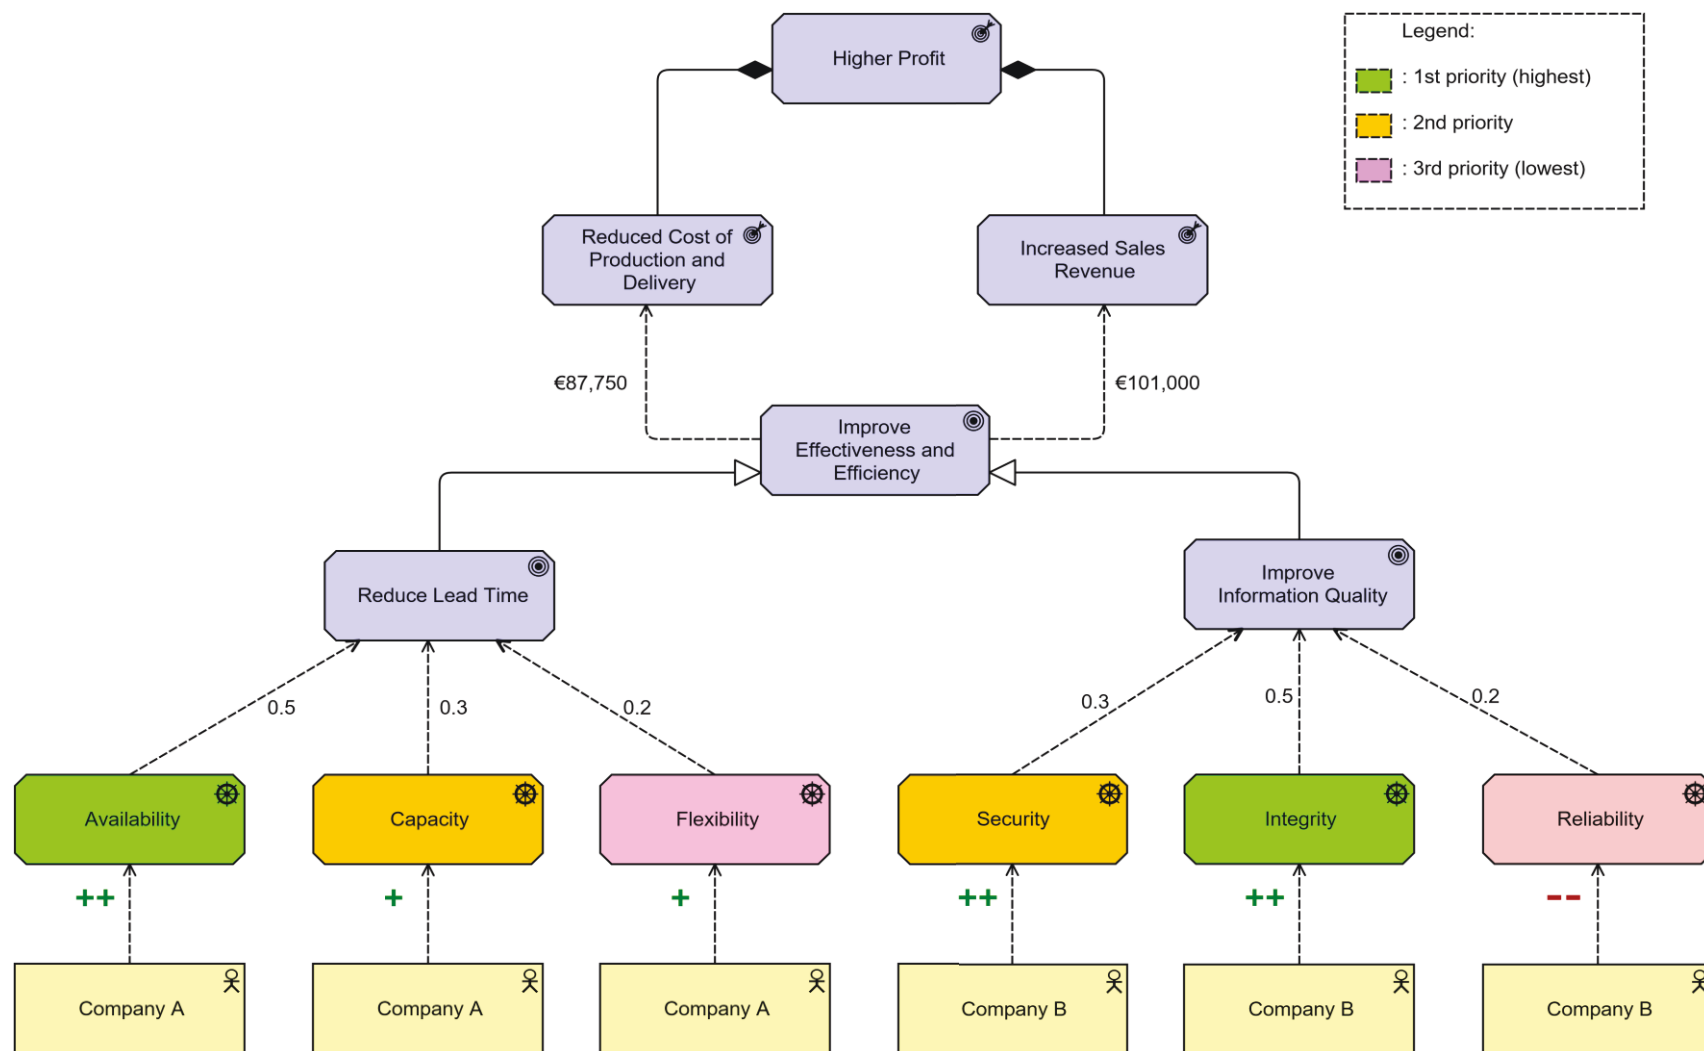 Higher Profit
Legend:
: 1st priority (highest)
: 2nd priority
: 3rd priority (lowest)
Reduced Cost of
Production and
Delivery
Increased Sales
Revenue
€87,750
€101,000
Improve
Effectiveness and
Efficiency
Reduce Lead Time
Improve
Information Quality
0.5
0.3
0.2
0.3
0.5
0.2
Availability
Capacity
Flexibility
Security
Integrity
Reliability
++
+
+
++
++
--
Company A
Company A
Company A
Company B
Company B
Company B